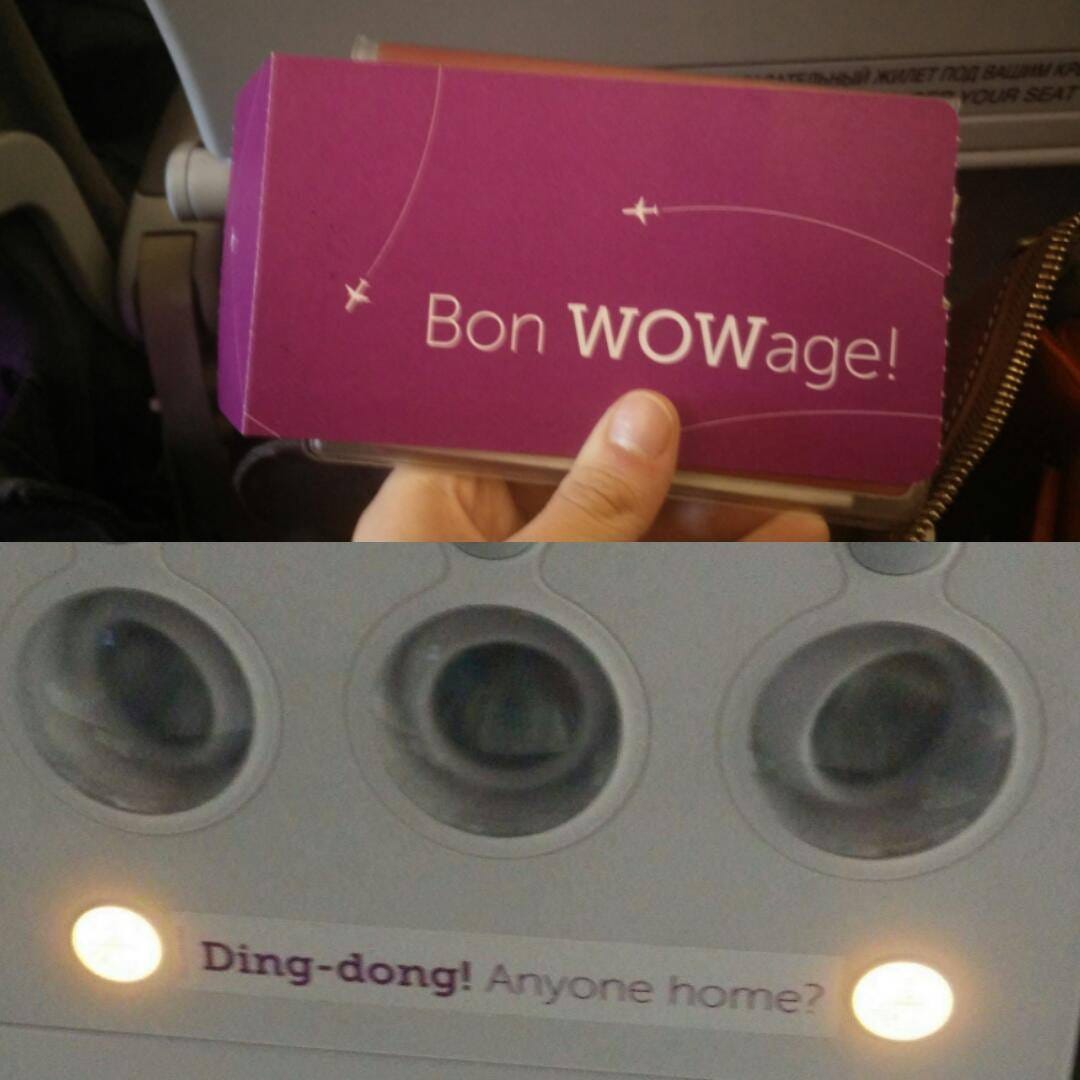 ЖИЛЕТ ПОД ВАШИМ
YOUR SEAT
Bon WOWage!
Ding-dong! Anyone home?